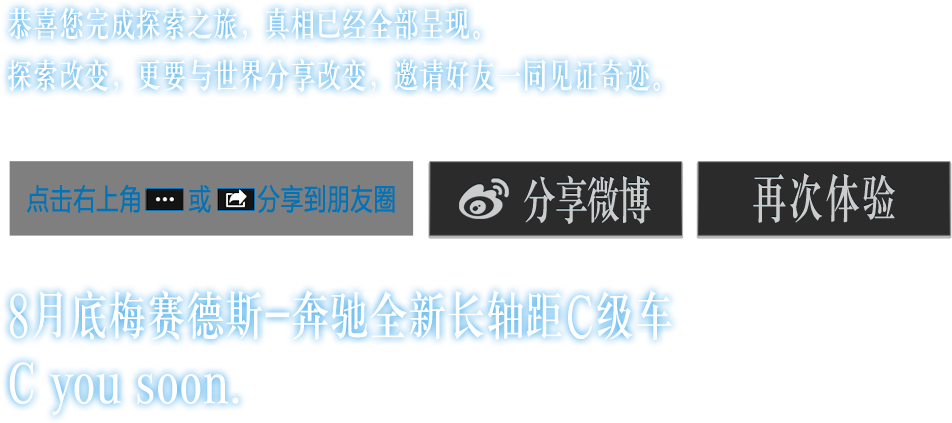 恭喜您完成探索之旅，真相已经全部呈现。
探索改变，更要与世界分享改变，邀请好友一同见证奇迹。
点击右上角 ••• 或 分享到朋友圈
分享微博
再次体验
8月底梅赛德斯-奔驰全新长轴距C级车
C you soon.